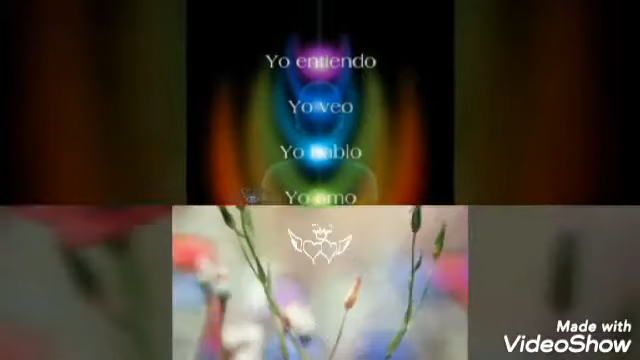 Yo entiendo
Yo veo
Yo hablo
Yo amo
Made with
VideoShow